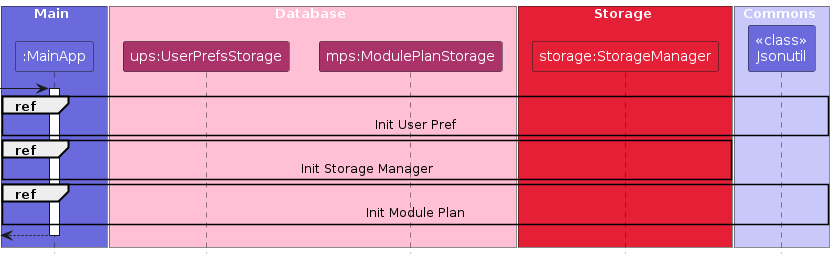 Main
Database
Storage
Commons
:MainApp
ups:UserPrefsStorage
mps:ModulePlanStorage
storage:StorageManager
«class»
Jsonutil
ref
Init User Pref
ref
Init Storage Manager
ref
Init Module Plan